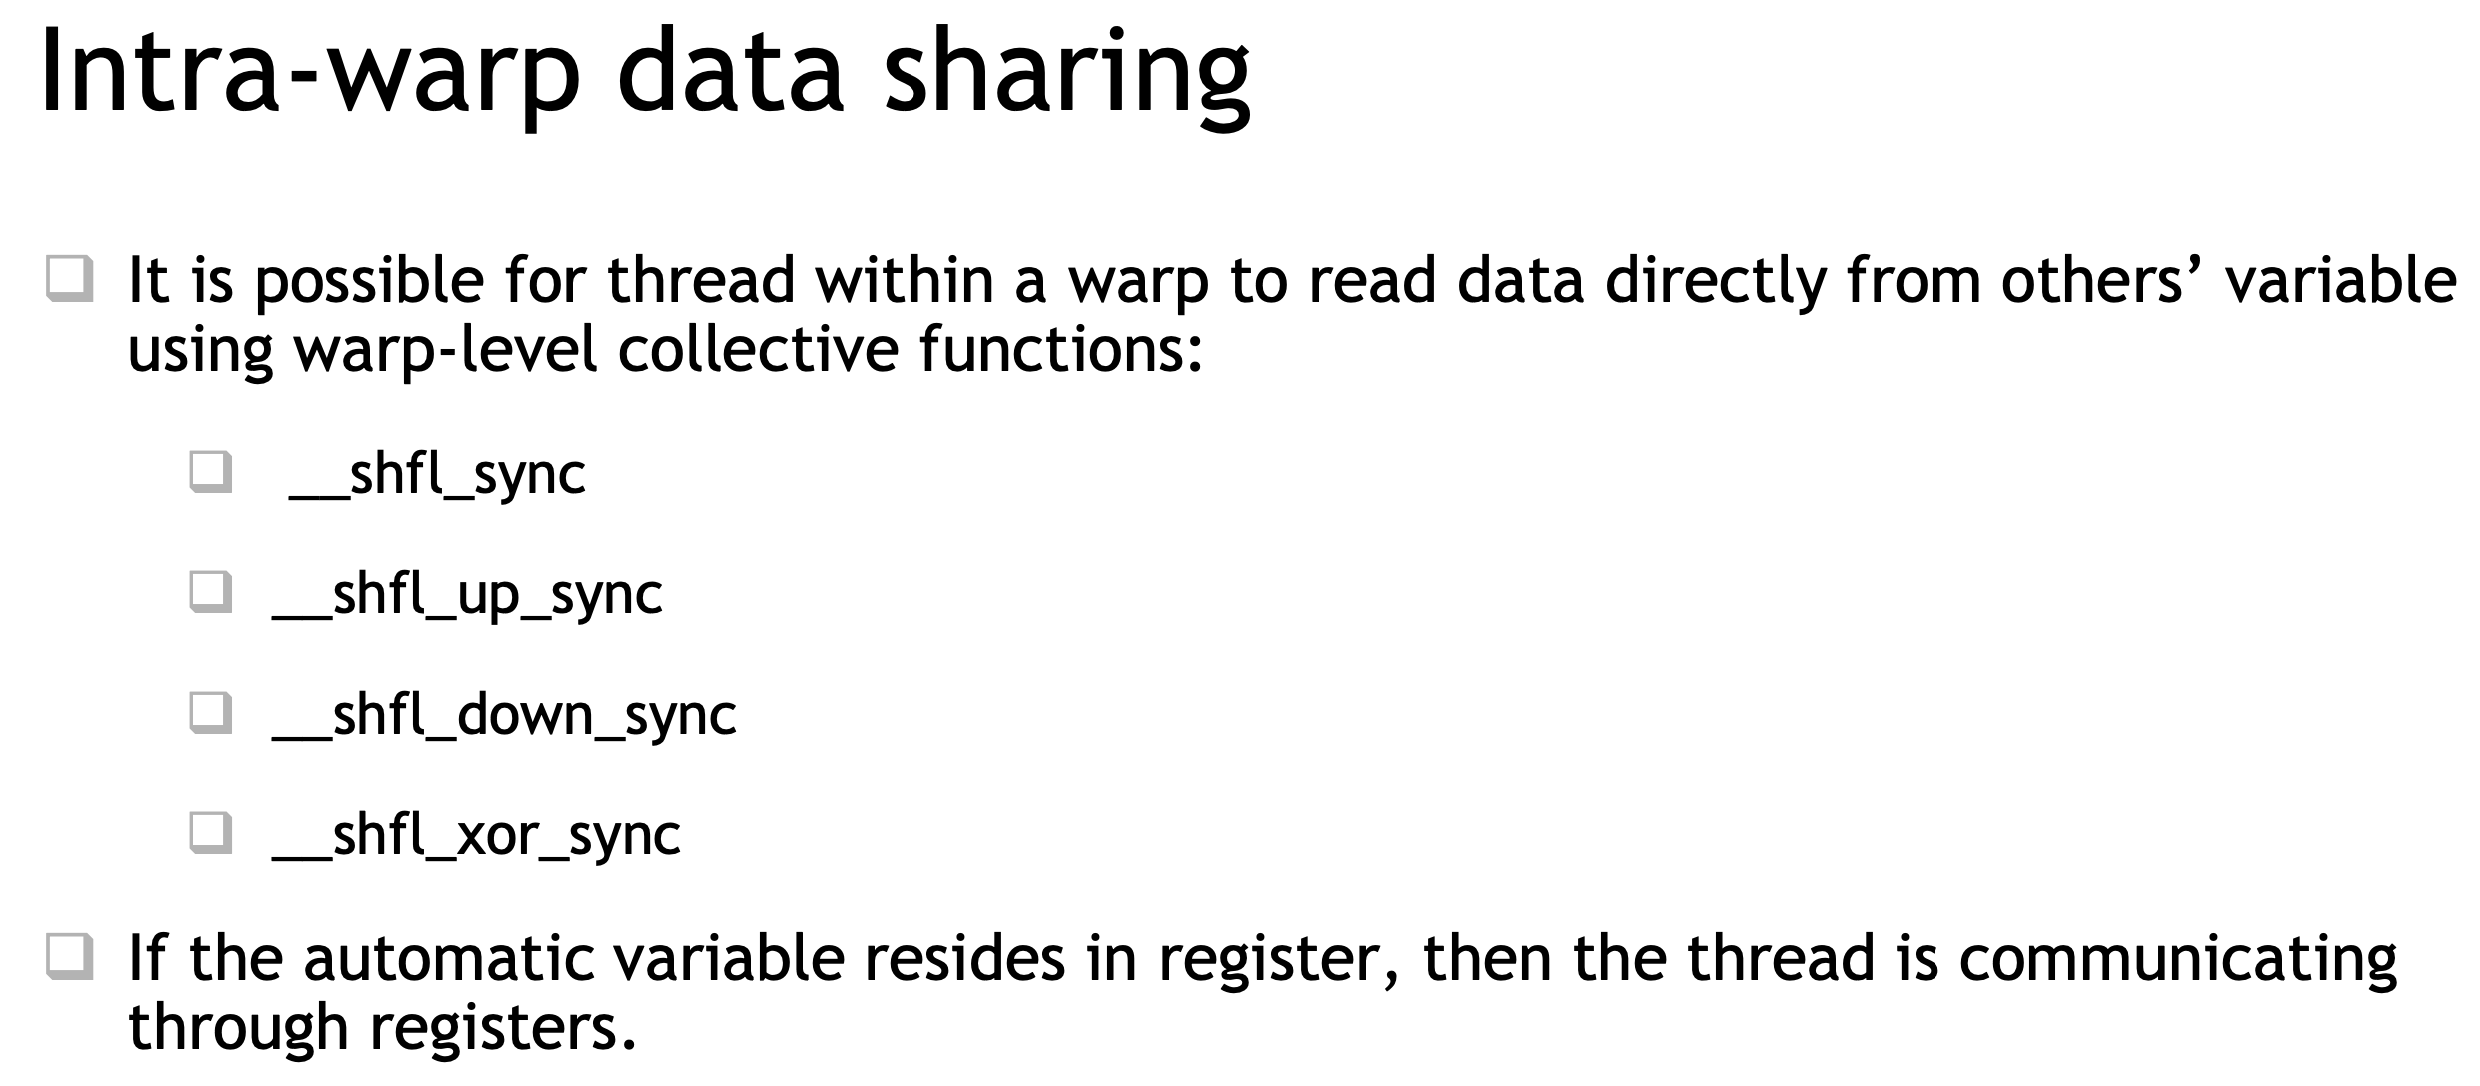 Intra-warp data sharing
It is possible for thread within a warp to read data directly from others’ variable
using warp-level collective functions:
__shfl_sync
__shfl_up_sync
__shfl_down_sync
__shfl_xor_sync
If the automatic variable resides in register, then the thread is communicating
through registers.